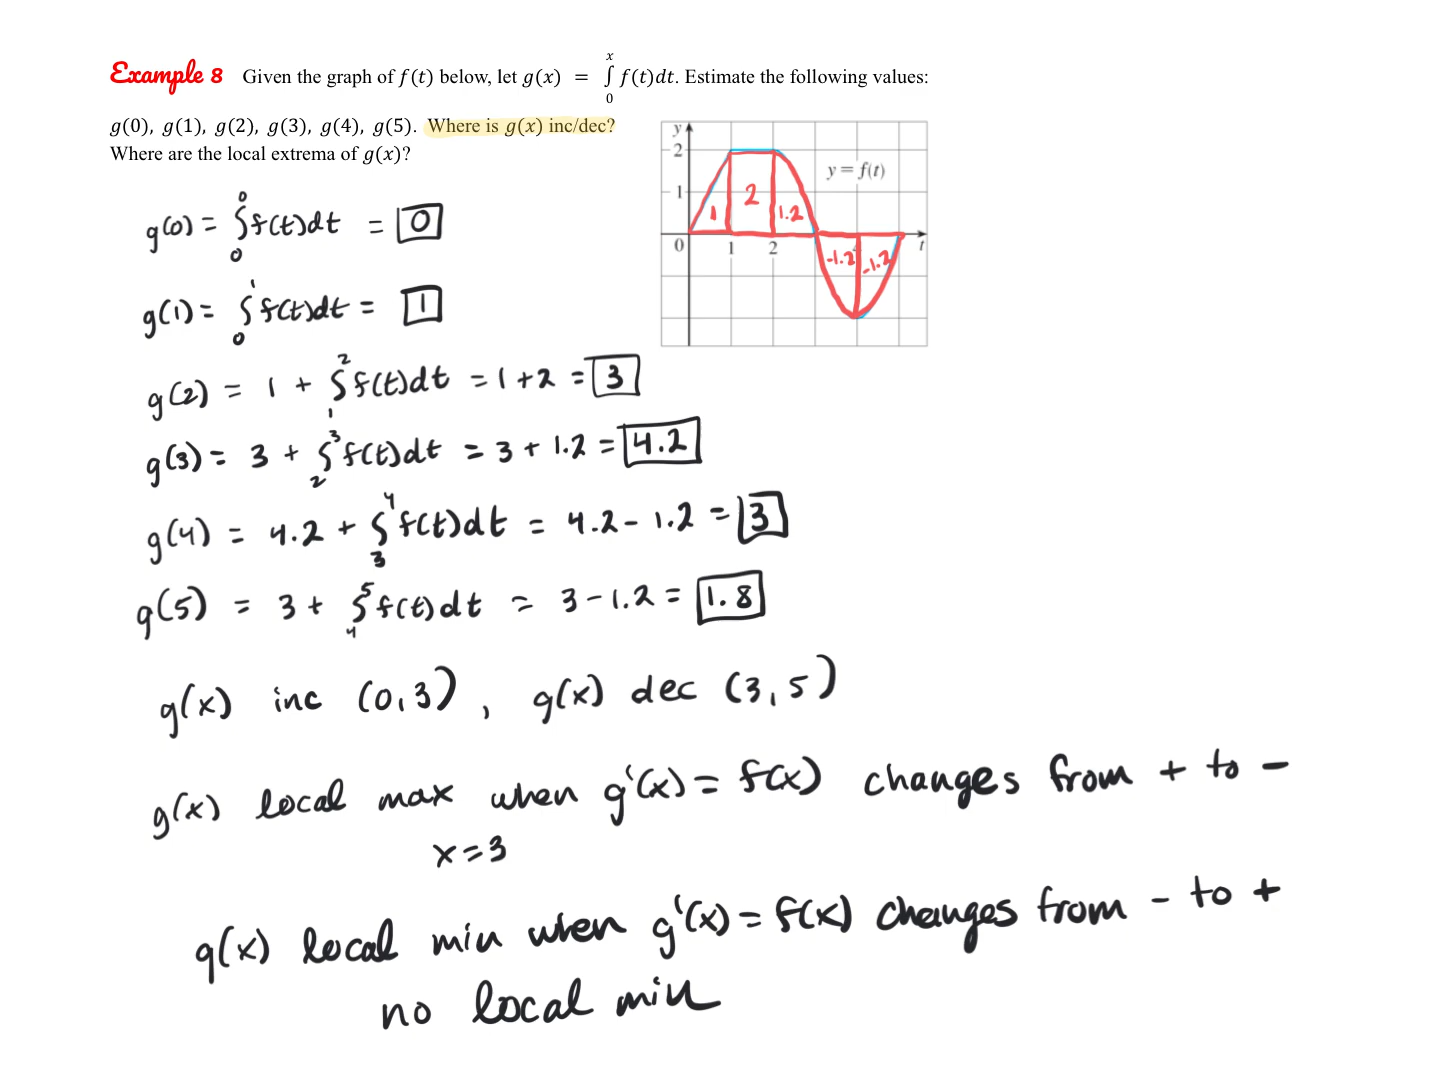 Example 8 Given the graph of f(t) below, let g(x) = ∫₀ˣ f(t)dt. Estimate the following values:
g(0), g(1), g(2), g(3), g(4), g(5). Where is g(x) inc/dec?
Where are the local extrema of g(x)?
y
2
1
0
1
2
t
y = f(t)
1
2
1.2
-1.2
-1.2
g(0) = ∫₀⁰ f(t)dt = 0
g(1) = ∫₀¹ f(t)dt = 1
g(2) = 1 + ∫₁² f(t)dt = 1+2 = 3
g(3) = 3 + ∫₂³ f(t)dt = 3 + 1.2 = 4.2
g(4) = 4.2 + ∫₃⁴ f(t)dt = 4.2 - 1.2 = 3
g(5) = 3 + ∫₄⁵ f(t)dt = 3 - 1.2 = 1.8
g(x) inc (0,3), g(x) dec (3,5)
g(x) local max when g'(x) = f(x) changes from + to -
x=3
g(x) local min when g'(x) = f(x) changes from - to +
no local min